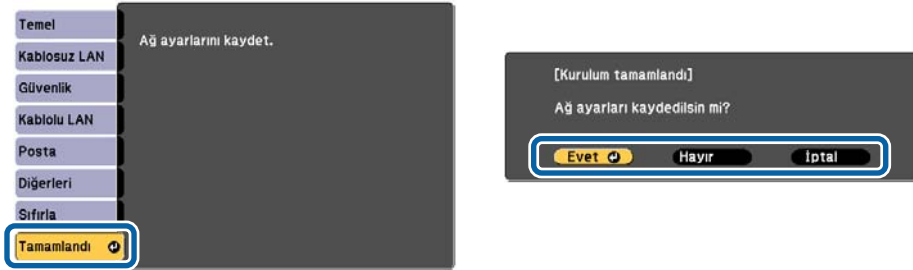 Temel
Kablosuz LAN
Güvenlik
Kablolu LAN
Posta
Diğerleri
Sıfırla
Tamamlandı
Ağ ayarlarını kaydet.
[Kurulum tamamlandı]
Ağ ayarları kaydedilsin mi?
Evet Hayır İptal